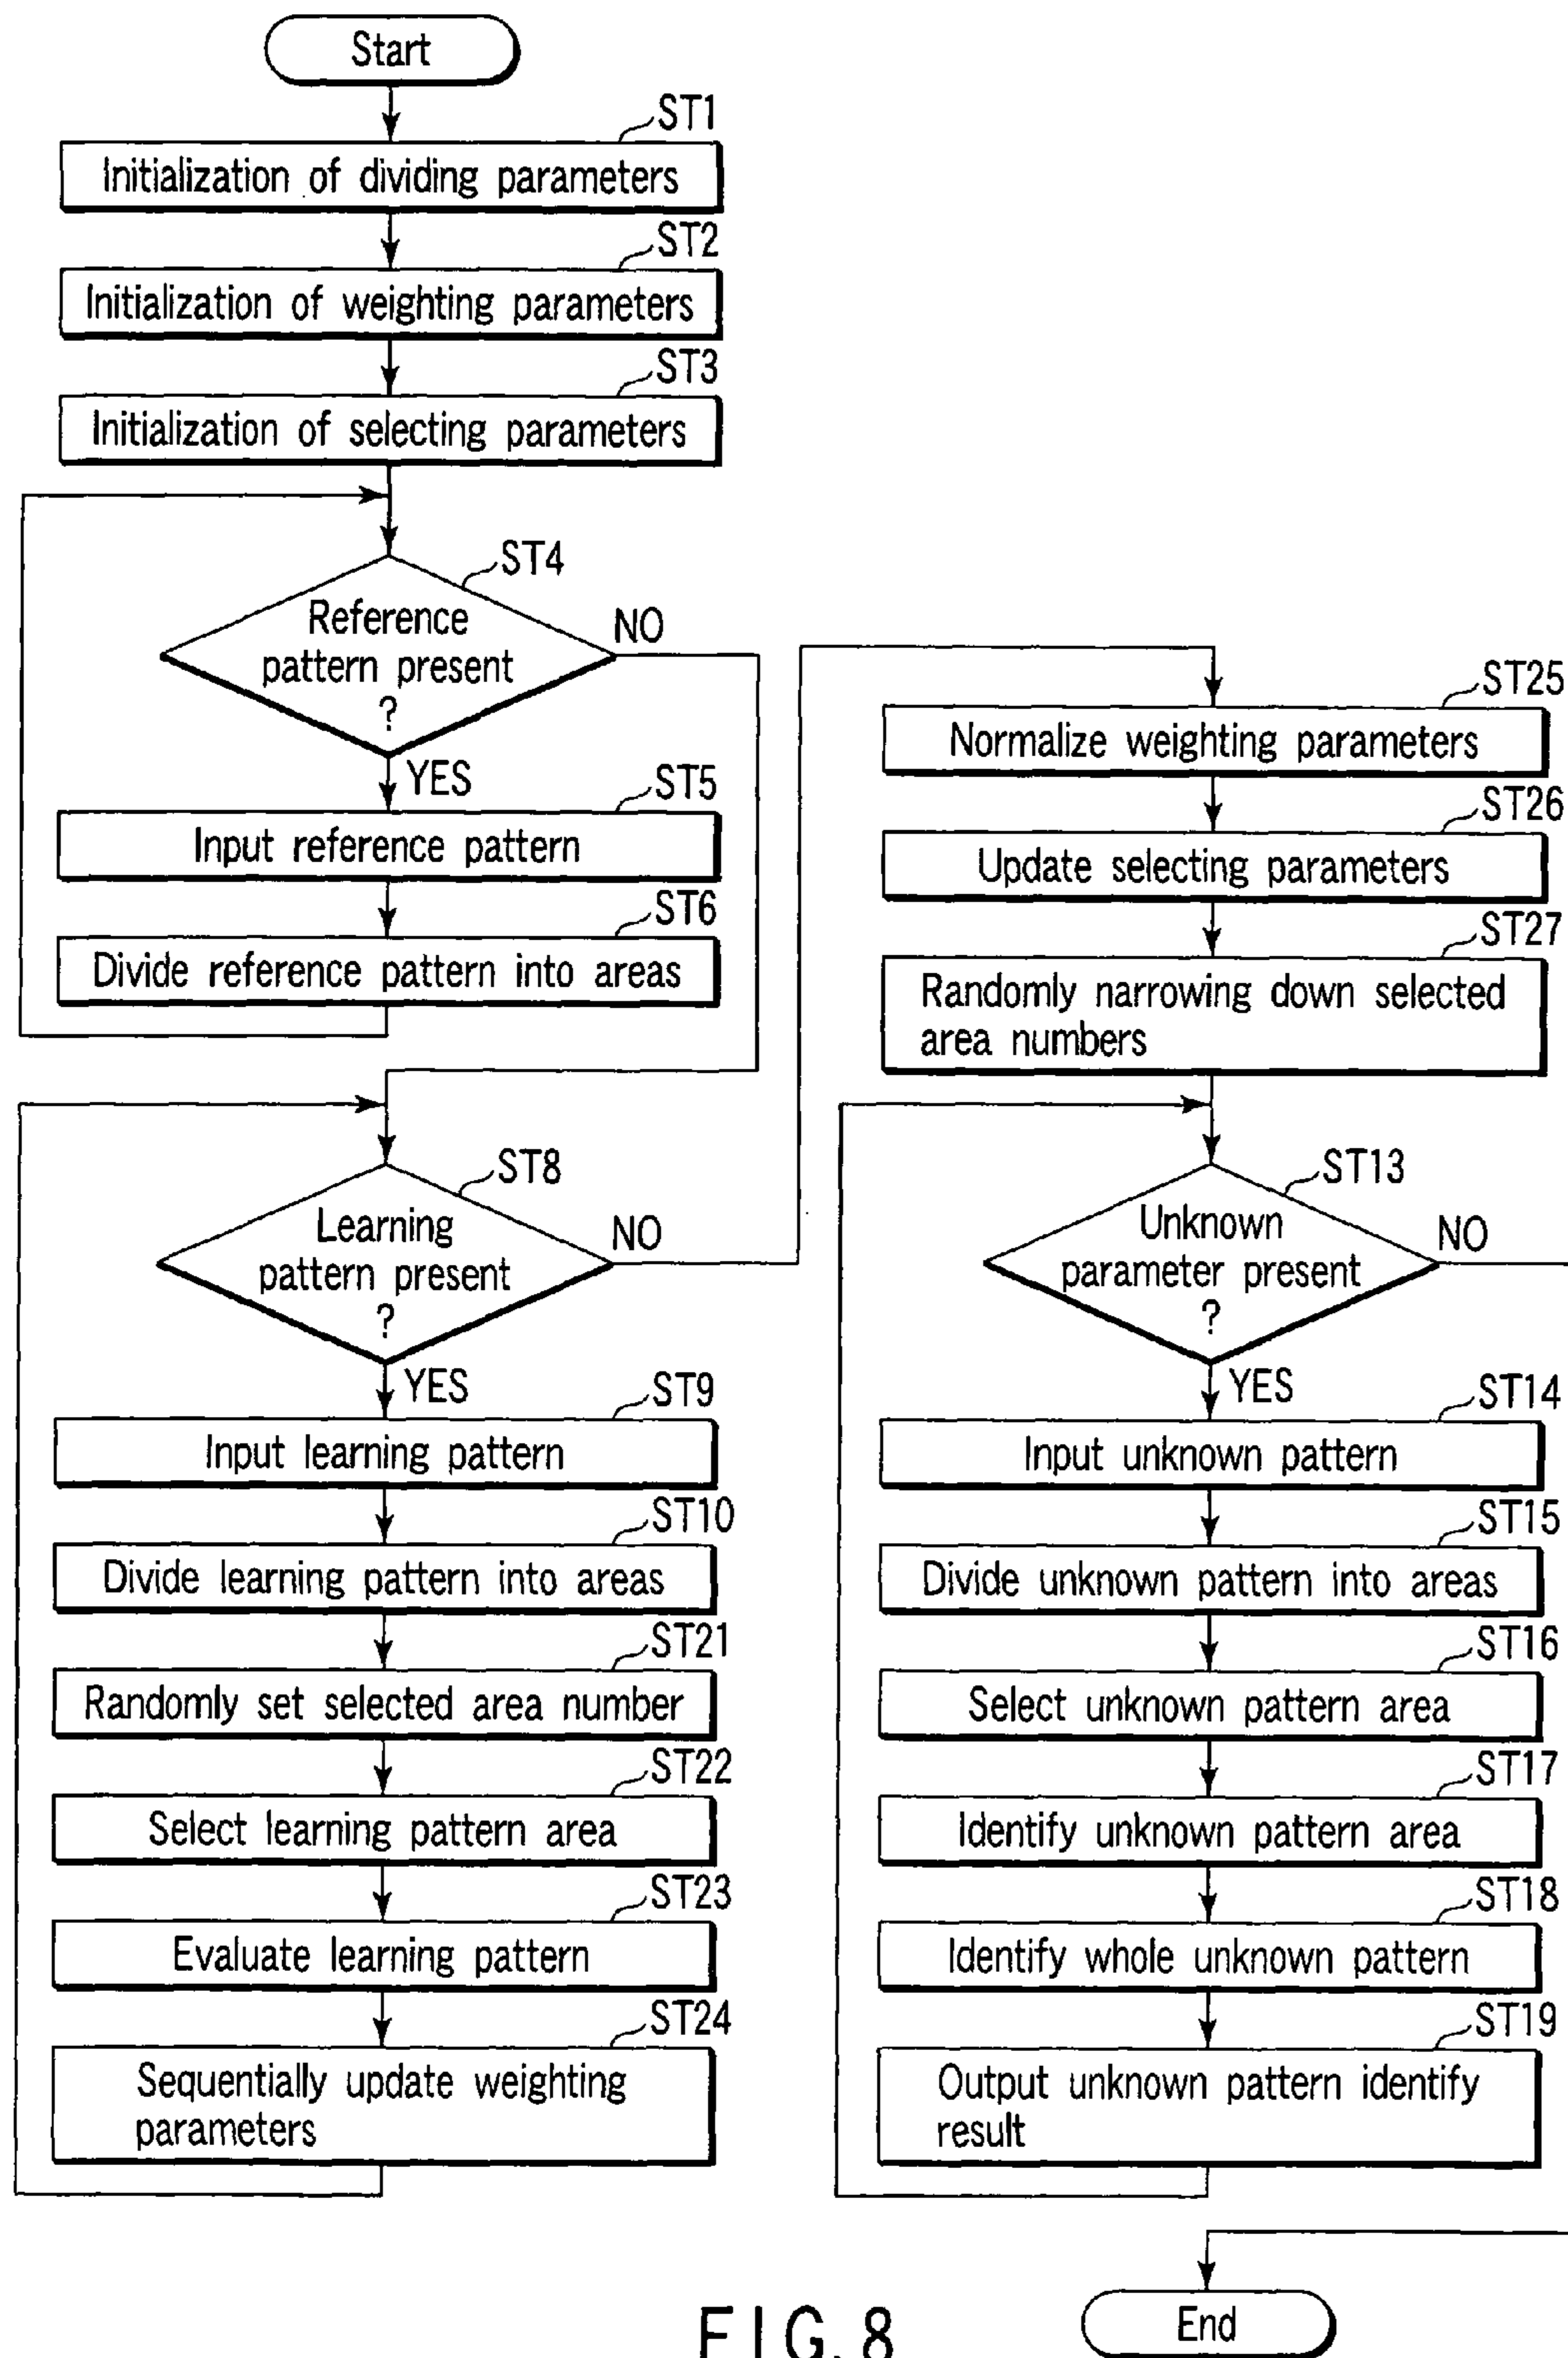 Start
ST1
Initialization of dividing parameters
ST2
Initialization of weighting parameters
ST3
Initialization of selecting parameters
ST4
Reference
pattern present
?
NO
YES
ST5
Input reference pattern
ST6
Divide reference pattern into areas
ST8
Learning
pattern present
?
NO
YES
ST9
Input learning pattern
ST10
Divide learning pattern into areas
ST21
Randomly set selected area number
ST22
Select learning pattern area
ST23
Evaluate learning pattern
ST24
Sequentially update weighting
parameters
ST25
Normalize weighting parameters
ST26
Update selecting parameters
ST27
Randomly narrowing down selected
area numbers
ST13
Unknown
parameter present
?
NO
YES
ST14
Input unknown pattern
ST15
Divide unknown pattern into areas
ST16
Select unknown pattern area
ST17
Identify unknown pattern area
ST18
Identify whole unknown pattern
ST19
Output unknown pattern identify
result
End
FIG. 8